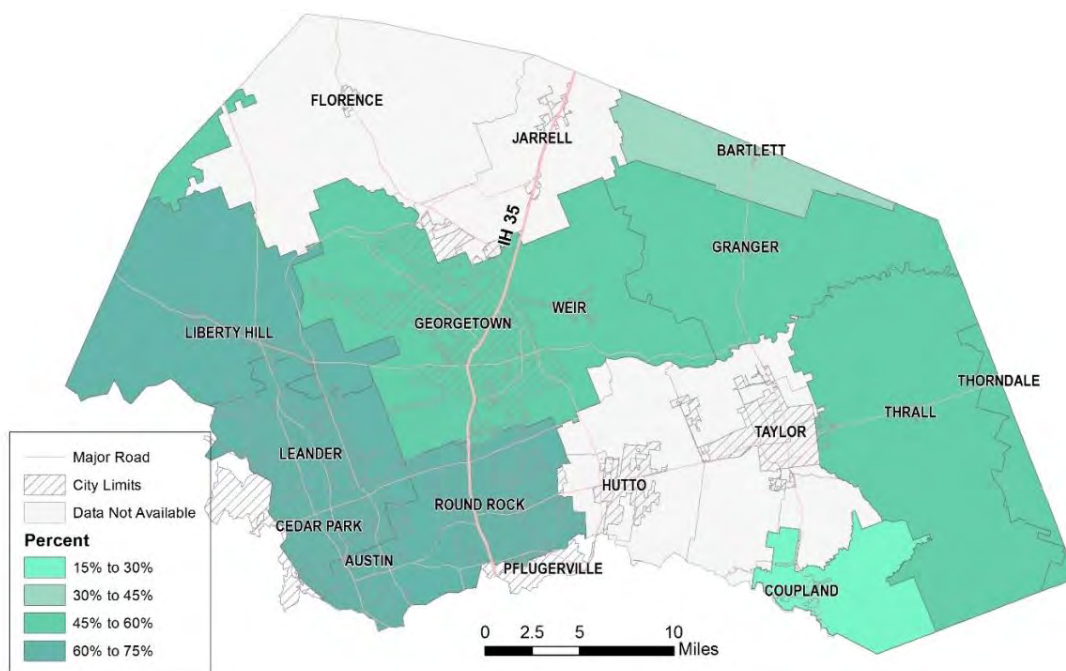 FLORENCE
JARRELL
BARTLETT
IH 35
GRANGER
WEIR
GEORGETOWN
LIBERTY HILL
THORNDALE
THRALL
TAYLOR
LEANDER
HUTTO
ROUND ROCK
CEDAR PARK
AUSTIN
PFLUGERVILLE
COUPLAND
Major Road
City Limits
Data Not Available
Percent
15% to 30%
30% to 45%
45% to 60%
60% to 75%
0 2.5 5 10
Miles